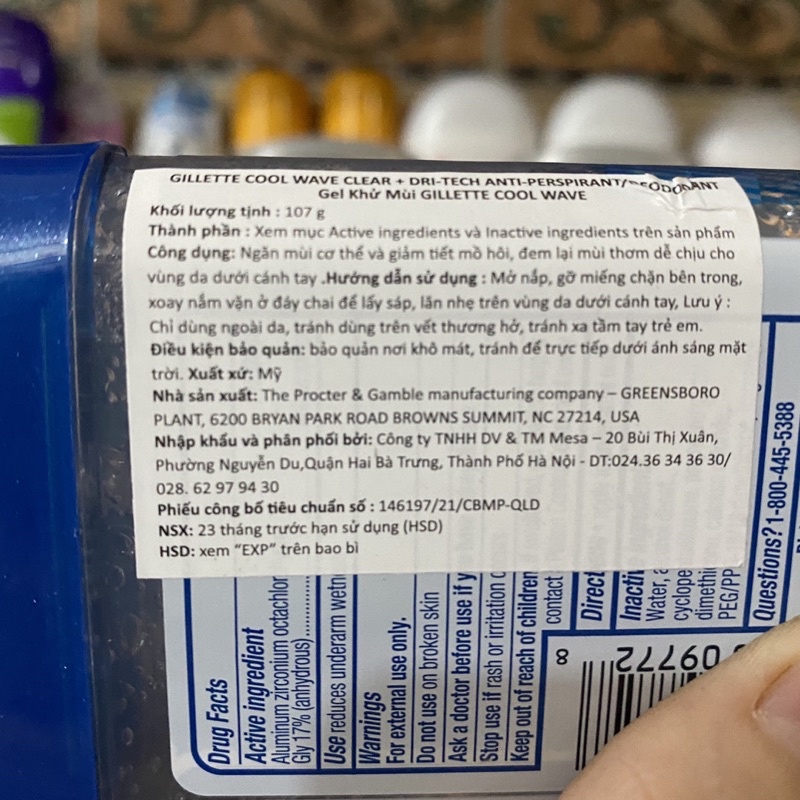 GILLETTE COOL WAVE CLEAR + DRI-TECH ANTI-PERSPIRANT/DEODORANT
Gel Khử Mùi GILLETTE COOL WAVE
Khối lượng tịnh : 107 g
Thành phần : Xem mục Active ingredients và Inactive ingredients trên sản phẩm
Công dụng: Ngăn mùi cơ thể và giảm tiết mồ hôi, đem lại mùi thơm dễ chịu cho
vùng da dưới cánh tay .Hướng dẫn sử dụng : Mở nắp, gỡ miếng chặn bên trong,
xoay nấm vặn ở đáy chai để lấy sáp, lăn nhẹ trên vùng da dưới cánh tay, Lưu ý :
Chỉ dùng ngoài da, tránh dùng trên vết thương hở, tránh xa tầm tay trẻ em.
Điều kiện bảo quản: bảo quản nơi khô mát, tránh để trực tiếp dưới ánh sáng mặt
trời. Xuất xứ: Mỹ
Nhà sản xuất: The Procter & Gamble manufacturing company – GREENSBORO
PLANT, 6200 BRYAN PARK ROAD BROWNS SUMMIT, NC 27214, USA
Nhập khẩu và phân phối bởi: Công ty TNHH DV & TM Mesa – 20 Bùi Thị Xuân,
Phường Nguyễn Du,Quận Hai Bà Trưng, Thành Phố Hà Nội - DT:024.36 34 36 30/
028. 62 97 94 30
Phiếu công bố tiêu chuẩn số : 146197/21/CBMP-QLD
NSX: 23 tháng trước hạn sử dụng (HSD)
HSD: xem “EXP” trên bao bì
Drug Facts
Active ingredient
Aluminum zirconium octachlor
Gly 17% (anhydrous)
Use reduces underarm wetn
Warnings
For external use only.
Do not use on broken skin
Ask a doctor before use if y
Stop use if rash or irritation
Keep out of reach of children
contact
Direct
Inactiv
Water,
cyclope
dimethi
PEG/PP
Questions? 1-800-445-5388
8
09772